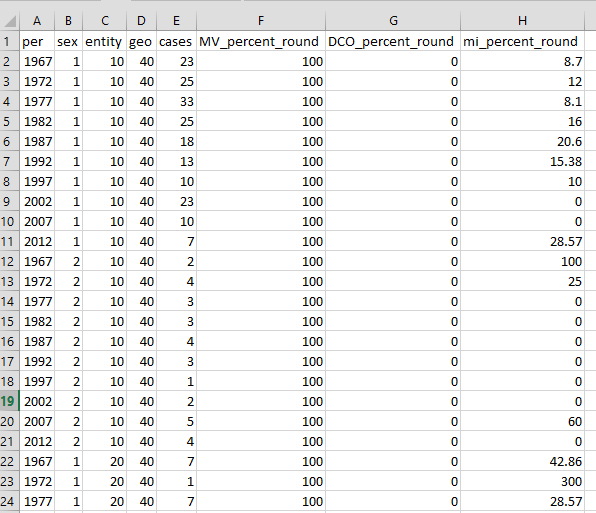 A B C D E F G H
1 per sex entity geo cases MV_percent_round DCO_percent_round mi_percent_round
2 1967 1 10 40 23 100 0 8.7
3 1972 1 10 40 25 100 0 12
4 1977 1 10 40 33 100 0 8.1
5 1982 1 10 40 25 100 0 16
6 1987 1 10 40 18 100 0 20.6
7 1992 1 10 40 13 100 0 15.38
8 1997 1 10 40 10 100 0 10
9 2002 1 10 40 23 100 0 0
10 2007 1 10 40 10 100 0 0
11 2012 1 10 40 7 100 0 28.57
12 1967 2 10 40 2 100 0 100
13 1972 2 10 40 4 100 0 25
14 1977 2 10 40 3 100 0 0
15 1982 2 10 40 3 100 0 0
16 1987 2 10 40 4 100 0 0
17 1992 2 10 40 3 100 0 0
18 1997 2 10 40 1 100 0 0
19 2002 2 10 40 2 100 0 0
20 2007 2 10 40 5 100 0 60
21 2012 2 10 40 4 100 0 0
22 1967 1 20 40 7 100 0 42.86
23 1972 1 20 40 1 100 0 300
24 1977 1 20 40 7 100 0 28.57